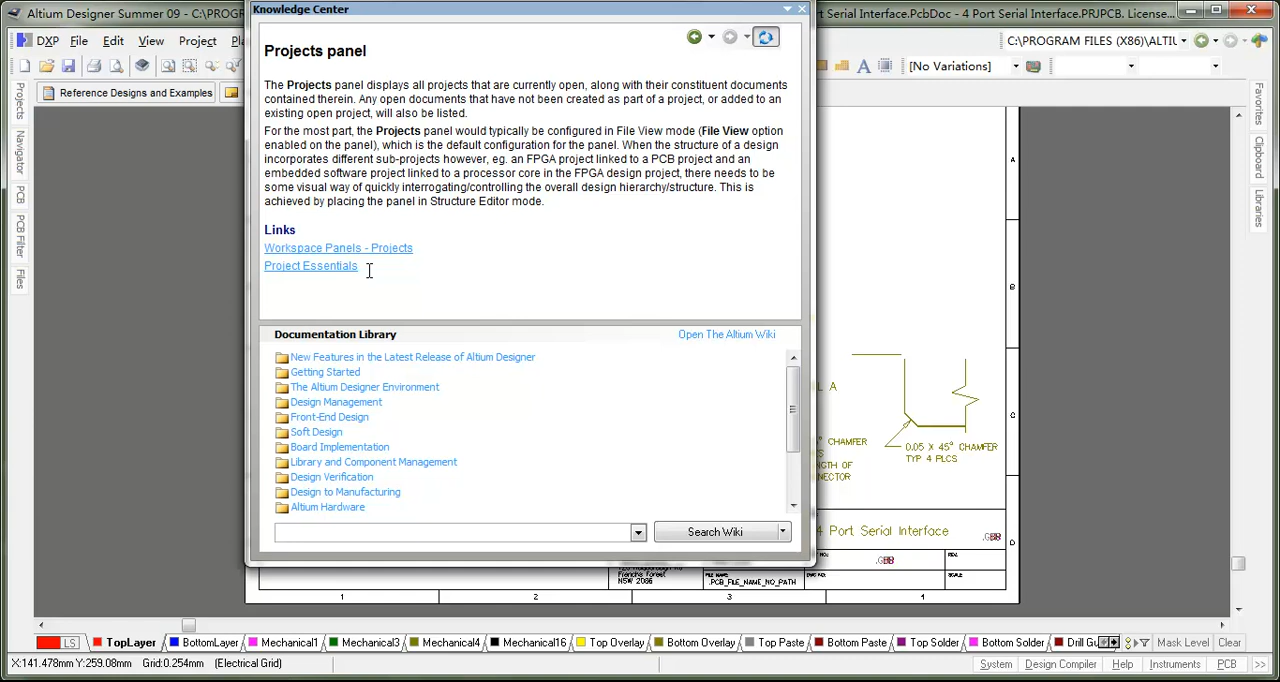 Altium Designer Summer 09 - C:\PROG
Knowledge Center
Serial Interface.PcbDoc - 4 Port Serial Interface.PRJPCB. License...
DXP File Edit View Project
C:\PROGRAM FILES (X86)\ALTIU
[No Variations]
Reference Designs and Examples
Projects
Navigator
PCB
PCB Filter
Files
Projects panel
The Projects panel displays all projects that are currently open, along with their constituent documents
contained therein. Any open documents that have not been created as part of a project, or added to an
existing open project, will also be listed.
For the most part, the Projects panel would typically be configured in File View mode (File View option
enabled on the panel), which is the default configuration for the panel. When the structure of a design
incorporates different sub-projects however, eg. an FPGA project linked to a PCB project and an
embedded software project linked to a processor core in the FPGA design project, there needs to be
some visual way of quickly interrogating/controlling the overall design hierarchy/structure. This is
achieved by placing the panel in Structure Editor mode.
Links
Workspace Panels - Projects
Project Essentials
Documentation Library
Open The Altium Wiki
New Features in the Latest Release of Altium Designer
Getting Started
The Altium Designer Environment
Design Management
Front-End Design
Soft Design
Board Implementation
Library and Component Management
Design Verification
Design to Manufacturing
Altium Hardware
Search Wiki
Favorites
Clipboard
Libraries
A
B
C
D
L A
° CHAMFER
NGTH OF
NNECTOR
0.05 X 45° CHAMFER
TYP 4 PLCS
4 Port Serial Interface
NSW 2086
.PCB_FILE_NAME_NO_PATH
SCALE
1 2 3 4
LS TopLayer BottomLayer Mechanical1 Mechanical3 Mechanical4 Mechanical16 Top Overlay Bottom Overlay Top Paste Bottom Paste Top Solder Bottom Solder Drill Gu Mask Level Clear
X:141.478mm Y:259.08mm Grid:0.254mm (Electrical Grid)
System Design Compiler Help Instruments PCB >>